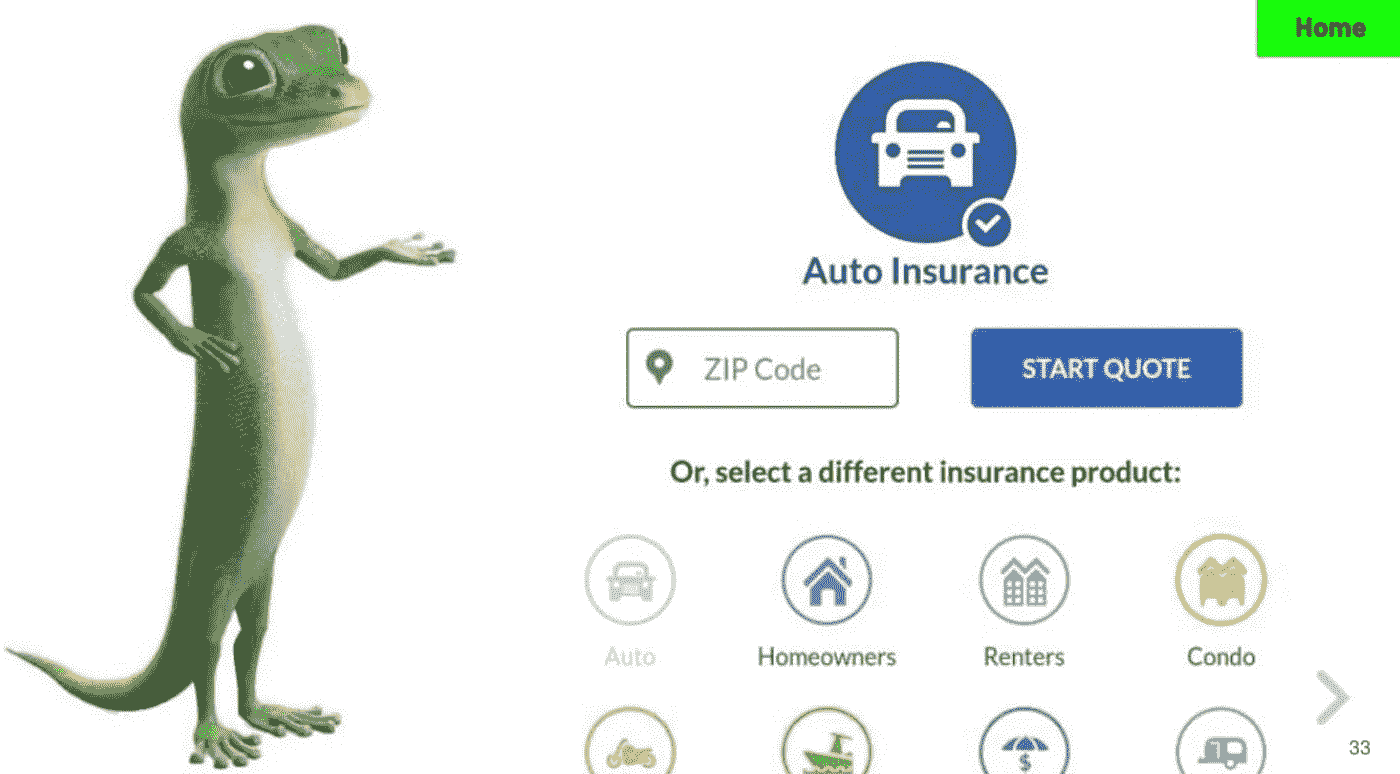 Home
Auto Insurance
ZIP Code
START QUOTE
Or, select a different insurance product:
Auto
Homeowners
Renters
Condo
$
33